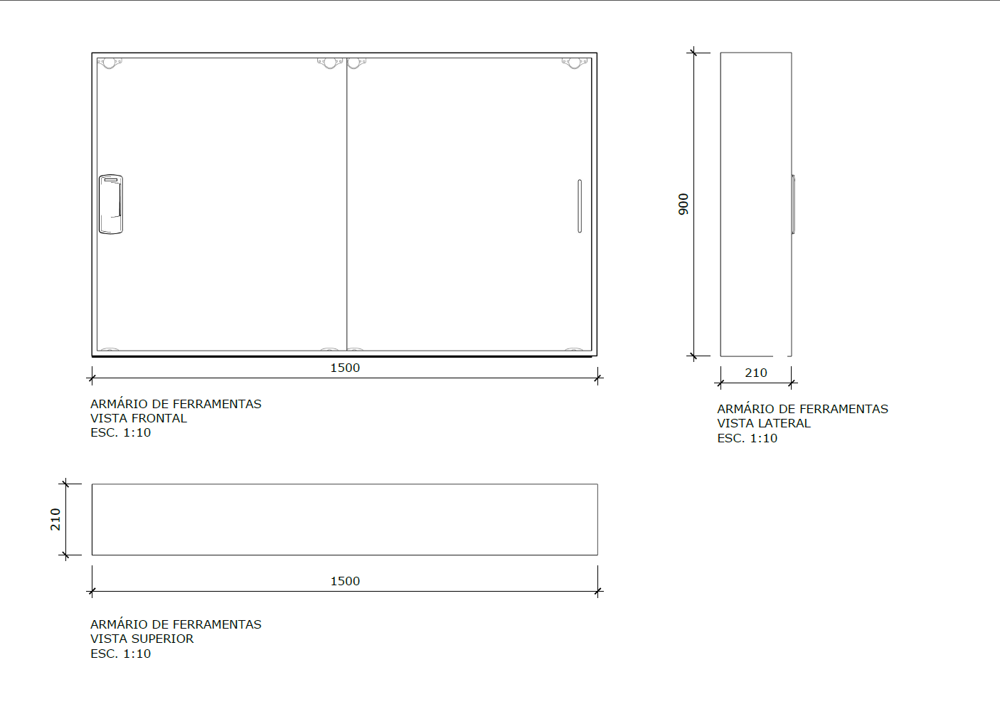 900
1500
210
ARMÁRIO DE FERRAMENTAS
VISTA FRONTAL
ESC. 1:10
ARMÁRIO DE FERRAMENTAS
VISTA LATERAL
ESC. 1:10
210
1500
ARMÁRIO DE FERRAMENTAS
VISTA SUPERIOR
ESC. 1:10